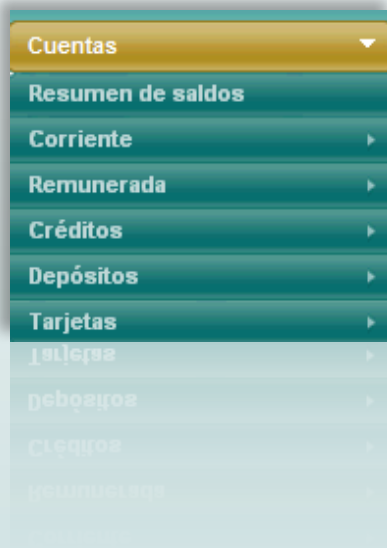 Cuentas
Resumen de saldos
Corriente
Remunerada
Créditos
Depósitos
Tarjetas